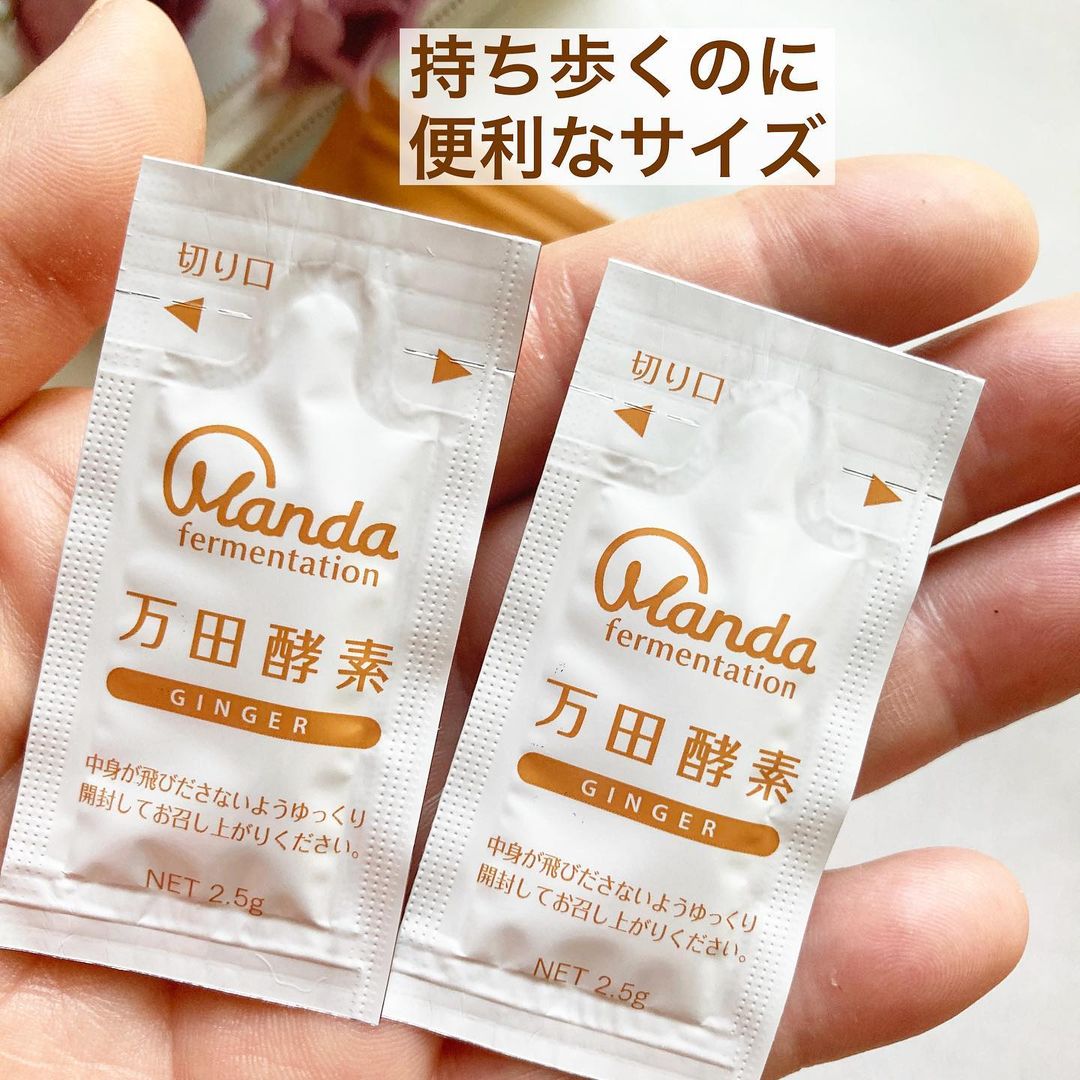 持ち歩くのに
便利なサイズ
切り口
Manda
fermentation
万田酵素
GINGER
中身が飛びださないようゆっくり
開封してお召し上がりください。
NET 2.5g
切り口
Manda
fermentation
万田酵素
GINGER
中身が飛びださないようゆっくり
開封してお召し上がりください。
NET 2.5g